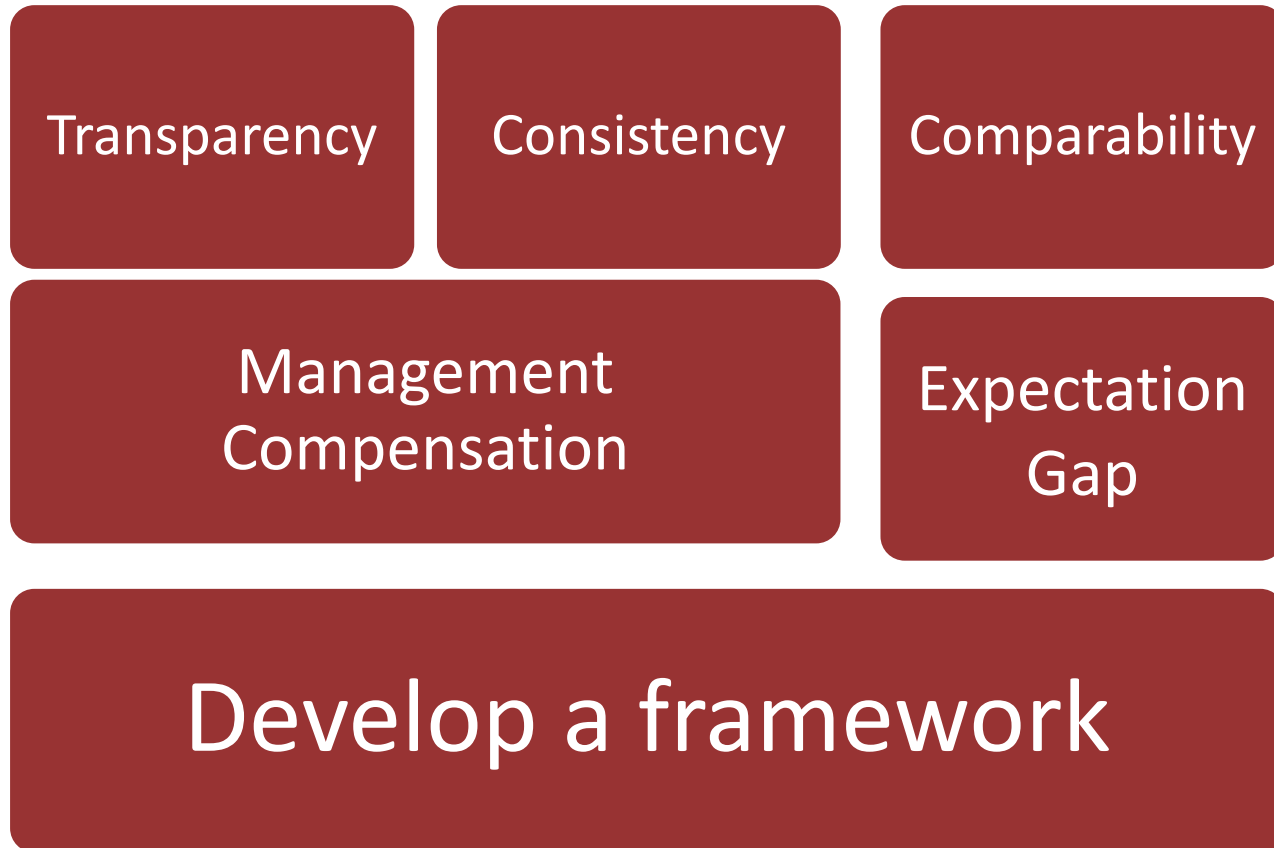 Transparency
Consistency
Comparability
Management
Compensation
Expectation
Gap
Develop a framework